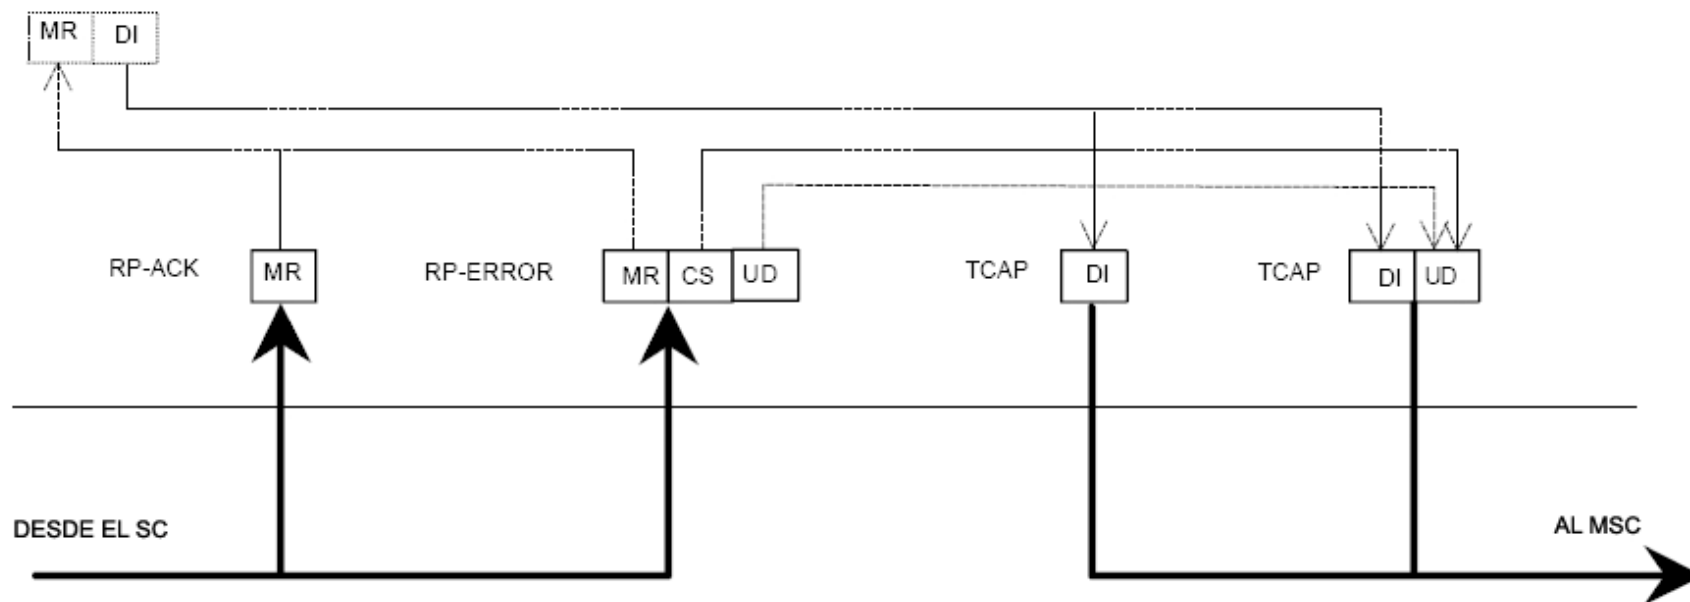 MR DI
RP-ACK MR RP-ERROR MR CS UD TCAP DI TCAP DI UD
DESDE EL SC AL MSC